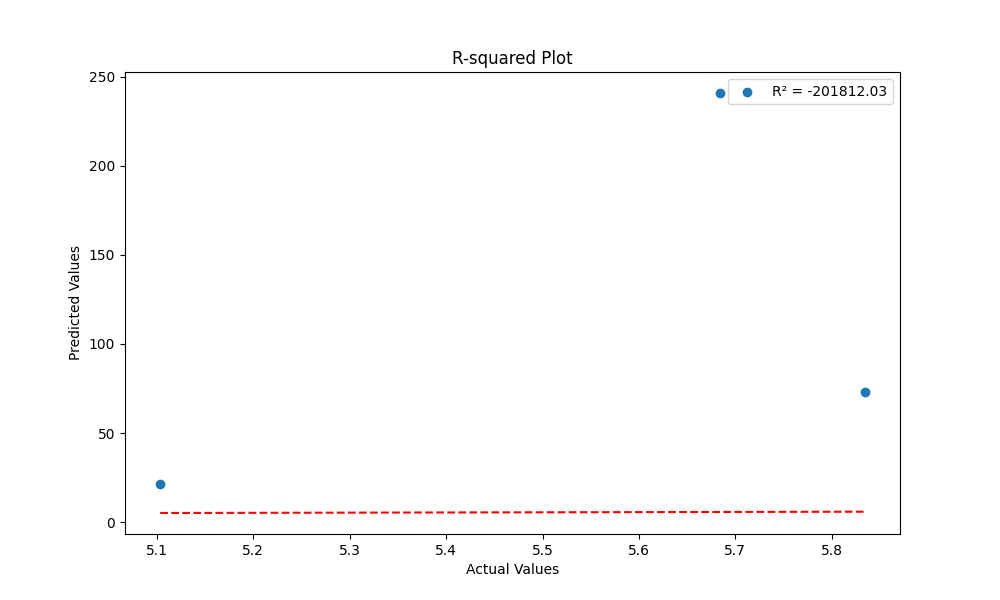 R-squared Plot
R² = -201812.03
Predicted Values
250
200
150
100
50
0
5.1 5.2 5.3 5.4 5.5 5.6 5.7 5.8
Actual Values